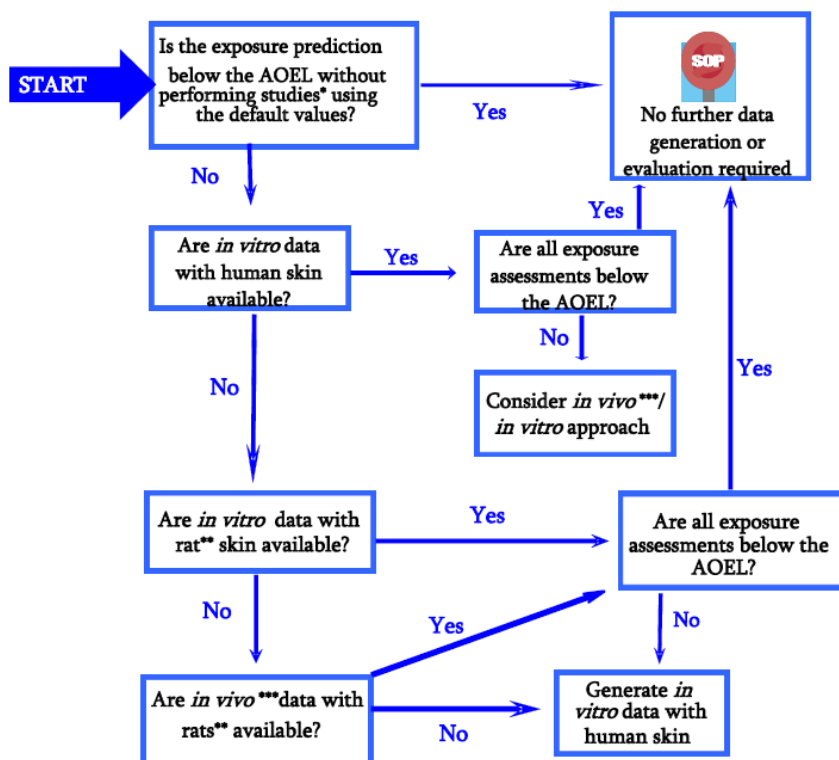 START
Is the exposure prediction
below the AOEL without
performing studies* using
the default values?
Yes
SOP
No further data
generation or
evaluation required
No
Yes
Are in vitro data
with human skin
available?
Yes
Are all exposure
assessments below
the AOEL?
No
No
Yes
Consider in vivo ***/
in vitro approach
Are in vitro data with
rat** skin available?
Yes
Are all exposure
assessments below the
AOEL?
No
Yes
No
Are in vivo ***data with
rats** available?
No
Generate in
vitro data with
human skin